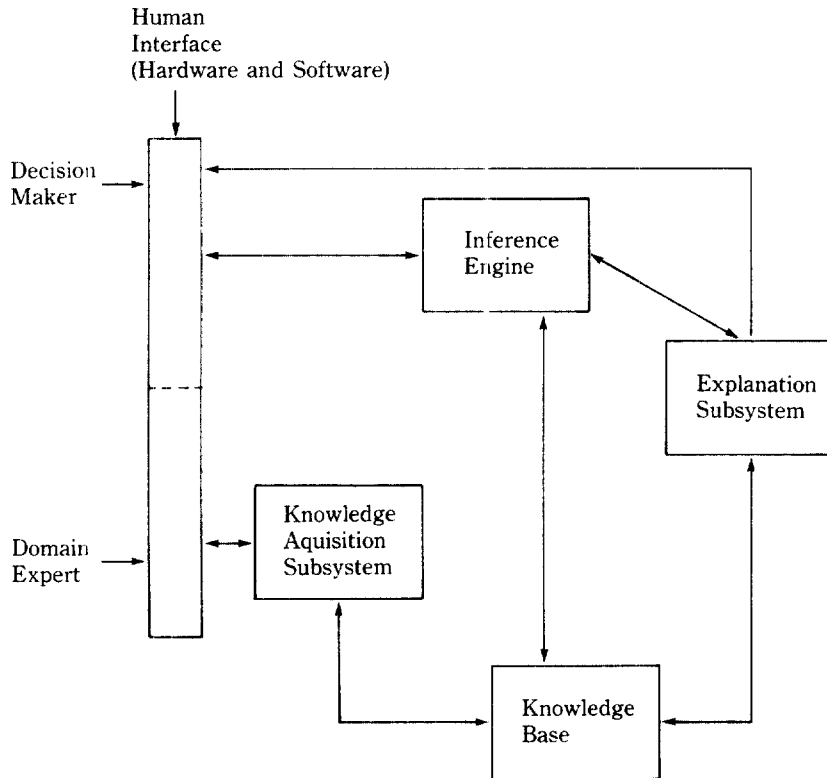 Human
Interface
(Hardware and Software)
Decision
Maker
Inference
Engine
Explanation
Subsystem
Knowledge
Aquisition
Subsystem
Domain
Expert
Knowledge
Base